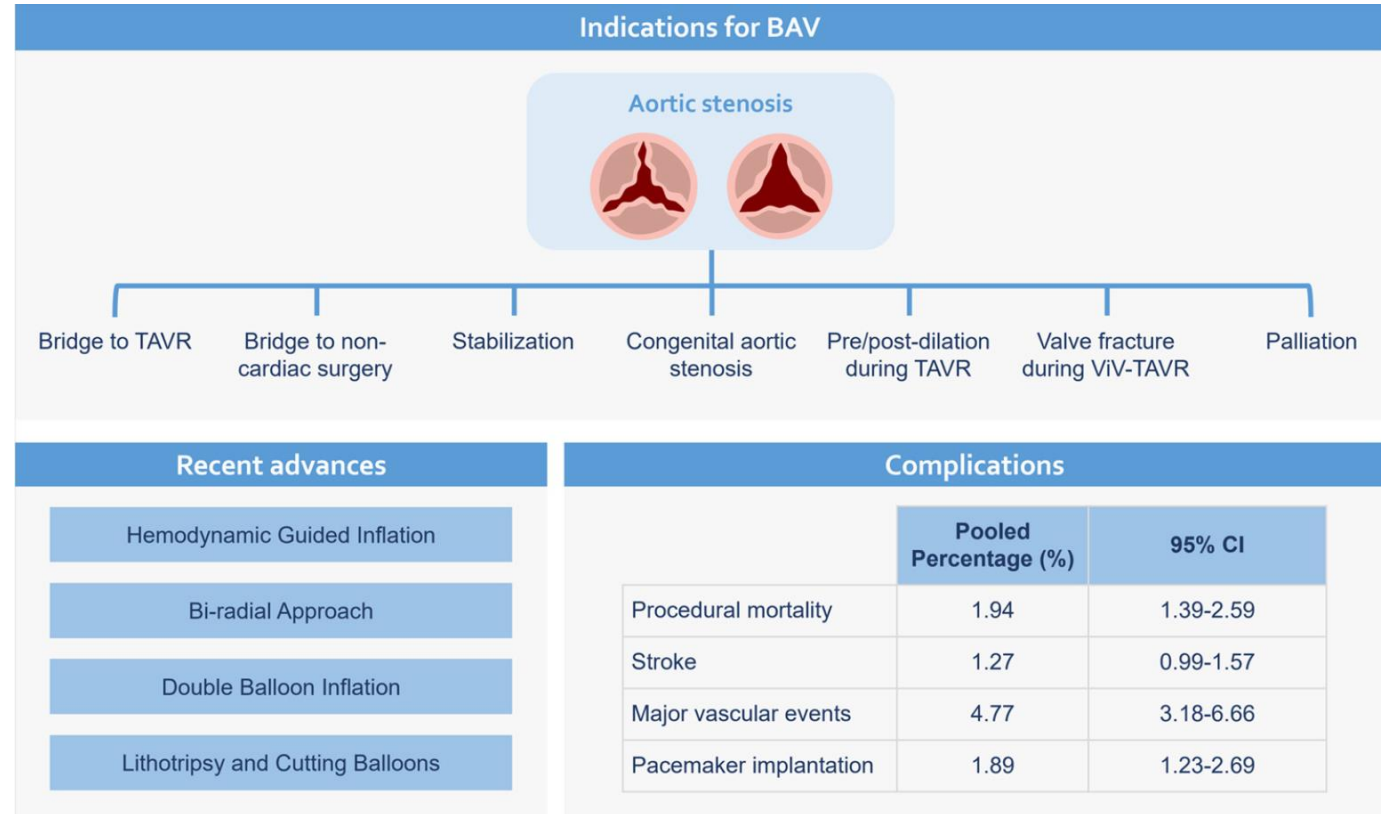 Indications for BAV
Aortic stenosis
Bridge to TAVR
Bridge to non-
cardiac surgery
Stabilization
Congenital aortic
stenosis
Pre/post-dilation
during TAVR
Valve fracture
during ViV-TAVR
Palliation
Recent advances
Hemodynamic Guided Inflation
Bi-radial Approach
Double Balloon Inflation
Lithotripsy and Cutting Balloons
Complications
Pooled
Percentage (%)
95% CI
Procedural mortality 1.94 1.39-2.59
Stroke 1.27 0.99-1.57
Major vascular events 4.77 3.18-6.66
Pacemaker implantation 1.89 1.23-2.69